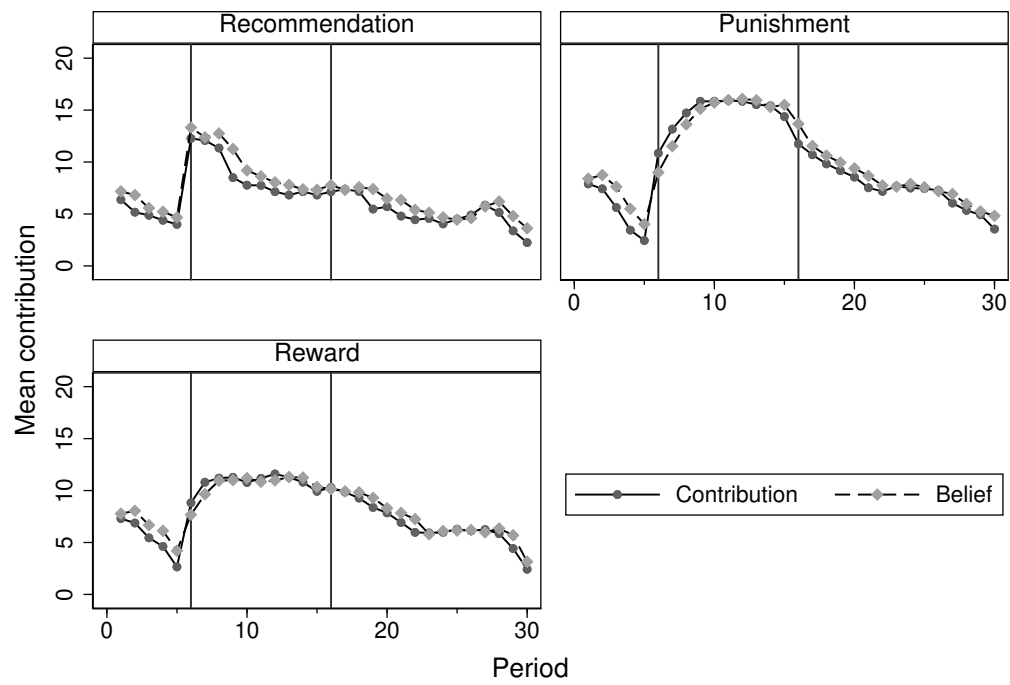 Recommendation
Punishment
20
15
10
5
0
0 10 20 30
Mean contribution
Reward
20
15
10
5
0
Contribution Belief
0 10 20 30
Period